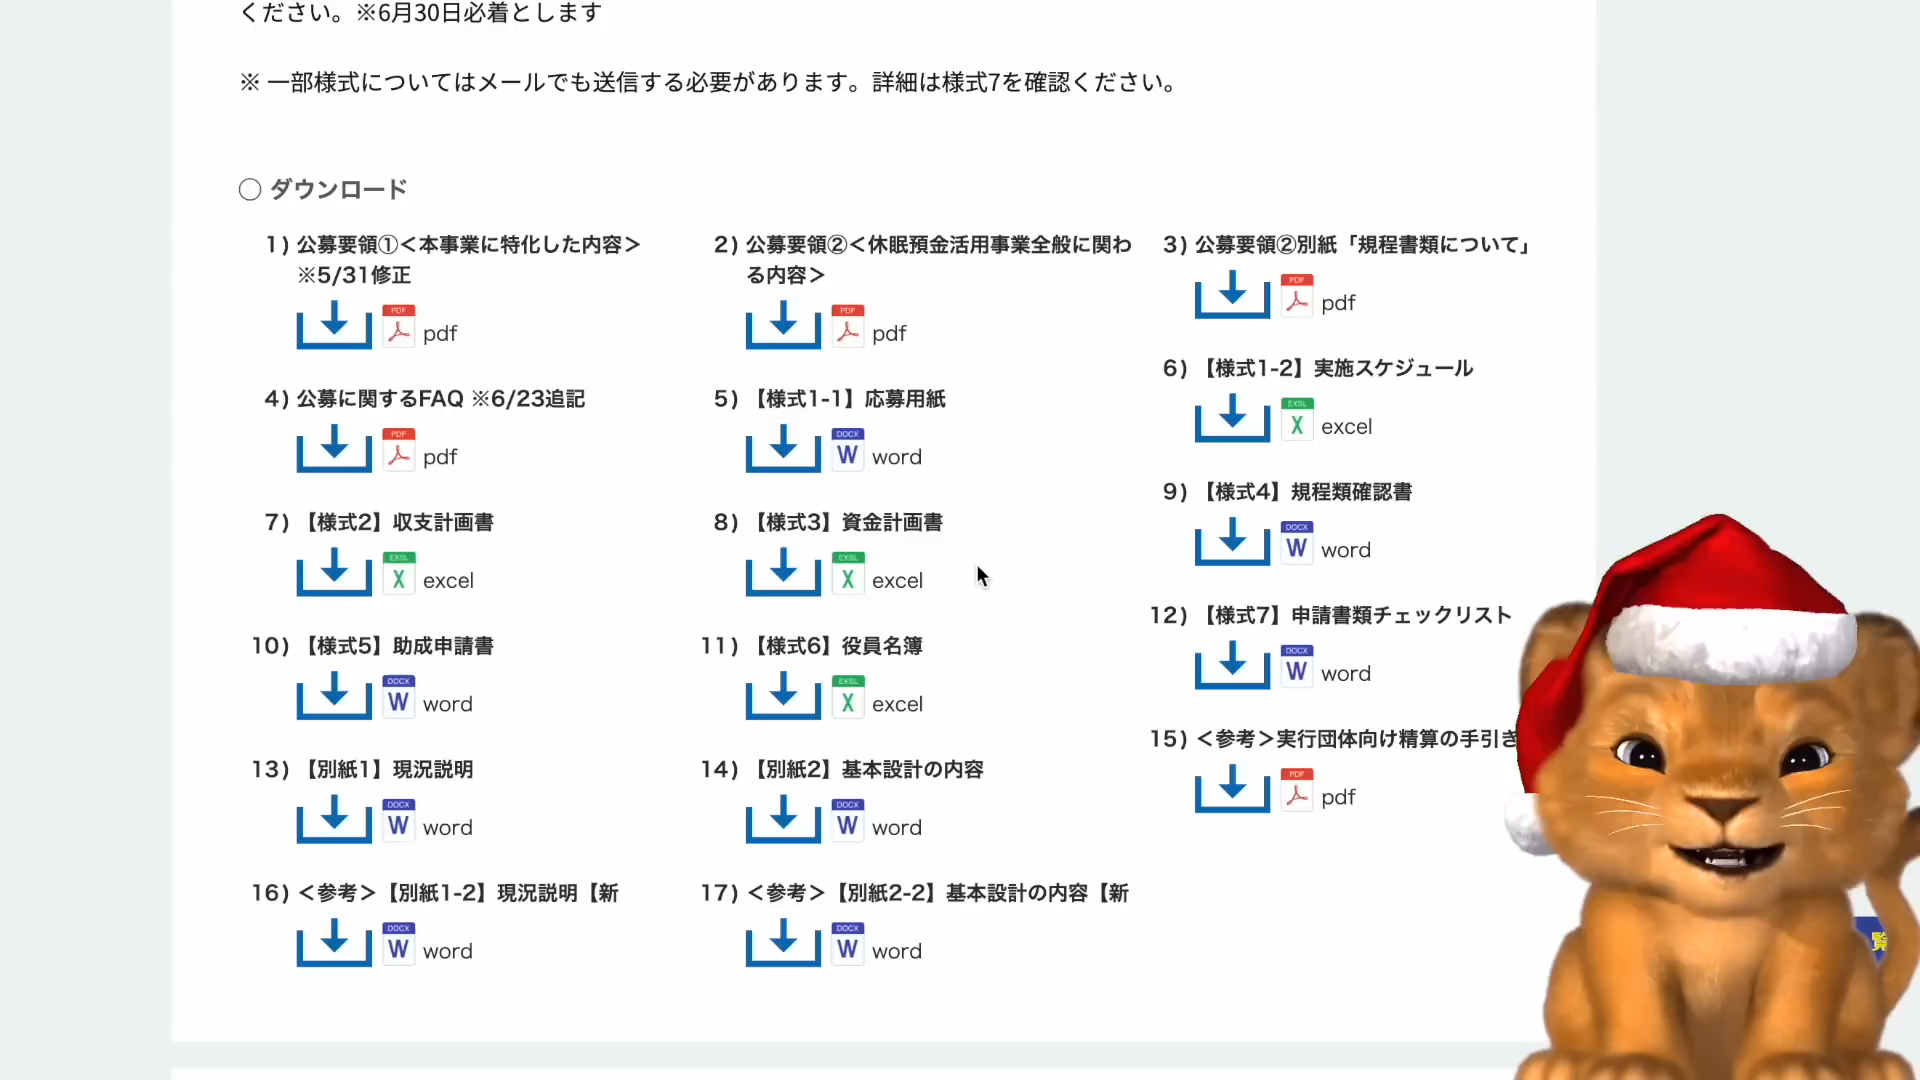 ください。※6月30日必着とします
※ 一部様式についてはメールでも送信する必要があります。詳細は様式7を確認ください。
〇 ダウンロード
1) 公募要領①＜本事業に特化した内容＞
※5/31修正
PDF pdf
2) 公募要領②＜休眠預金活用事業全般に関わ
る内容＞
PDF pdf
3) 公募要領②別紙「規程書類について」
PDF pdf
4) 公募に関するFAQ ※6/23追記
PDF pdf
5) 【様式1-1】応募用紙
DOCX W word
6) 【様式1-2】実施スケジュール
EXSL X excel
7) 【様式2】収支計画書
EXSL X excel
8) 【様式3】資金計画書
EXSL X excel
9) 【様式4】規程類確認書
DOCX W word
10) 【様式5】助成申請書
DOCX W word
11) 【様式6】役員名簿
EXSL X excel
12) 【様式7】申請書類チェックリスト
DOCX W word
13) 【別紙1】現況説明
DOCX W word
14) 【別紙2】基本設計の内容
DOCX W word
15) ＜参考＞実行団体向け精算の手引き
PDF pdf
16) ＜参考＞【別紙1-2】現況説明【新
DOCX W word
17) ＜参考＞【別紙2-2】基本設計の内容【新
DOCX W word
覧